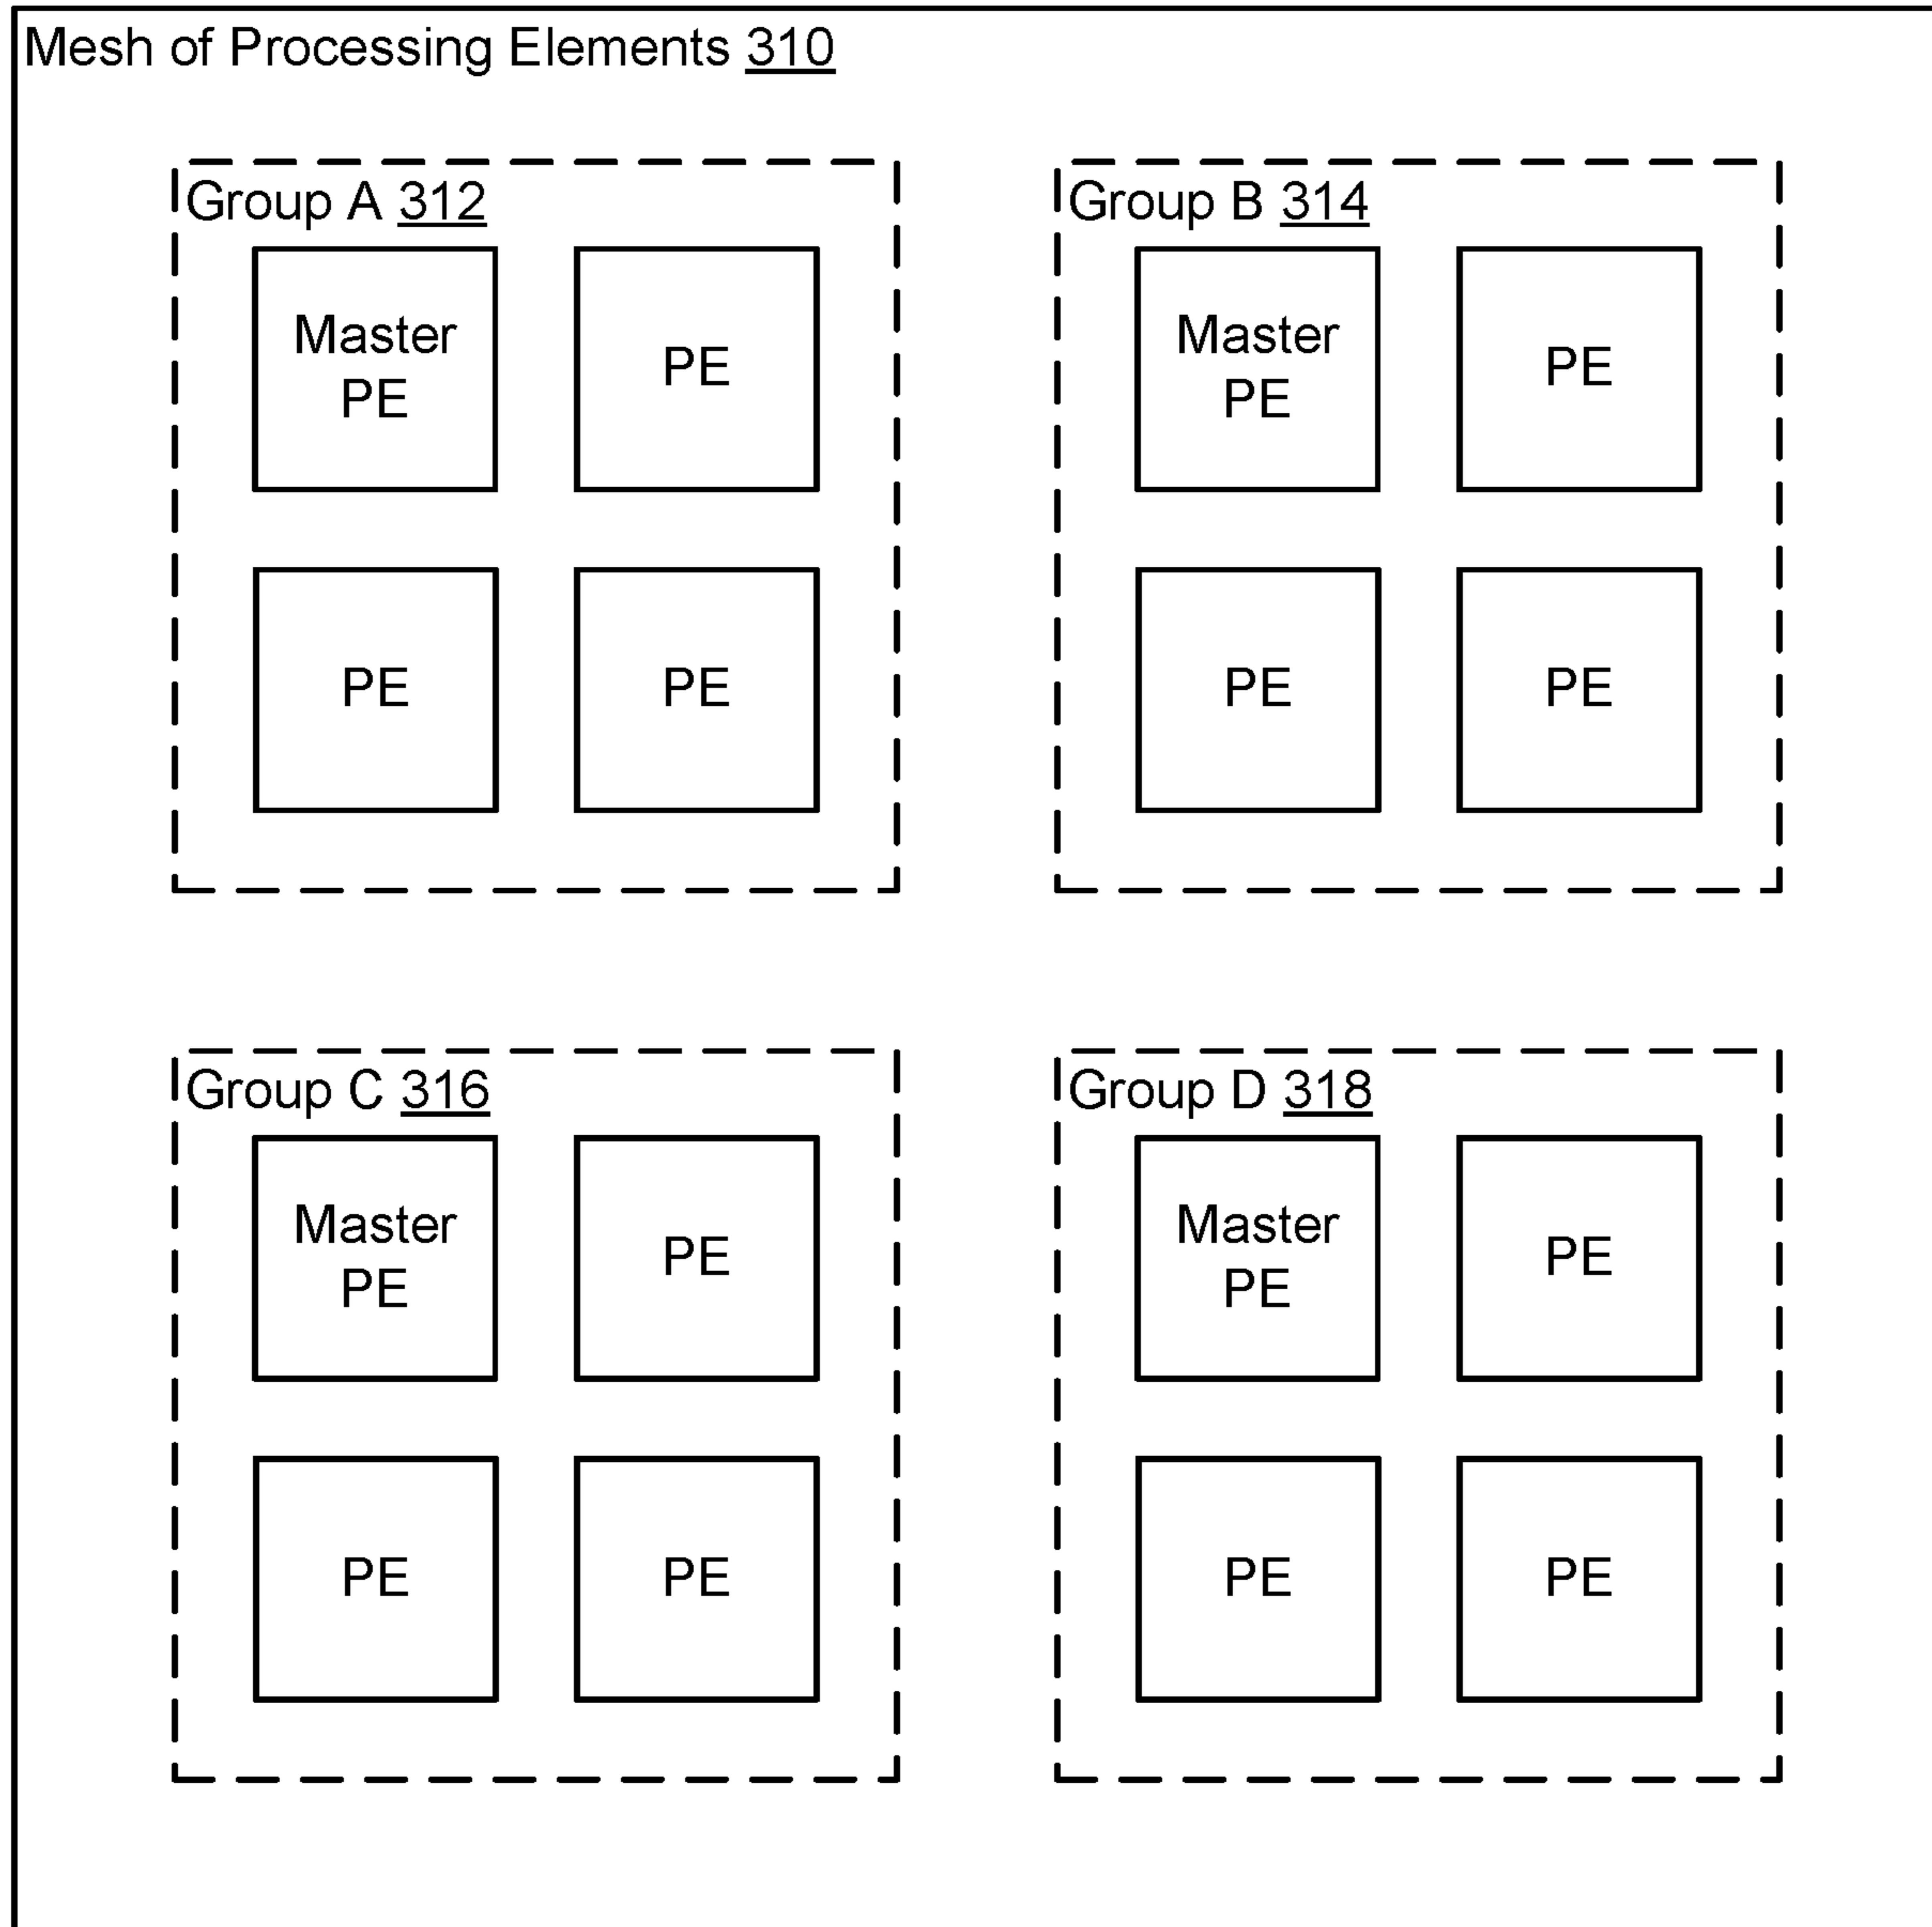 Mesh of Processing Elements 310
Group A 312
Master
PE
PE
PE
PE
Group B 314
Master
PE
PE
PE
PE
Group C 316
Master
PE
PE
PE
PE
Group D 318
Master
PE
PE
PE
PE